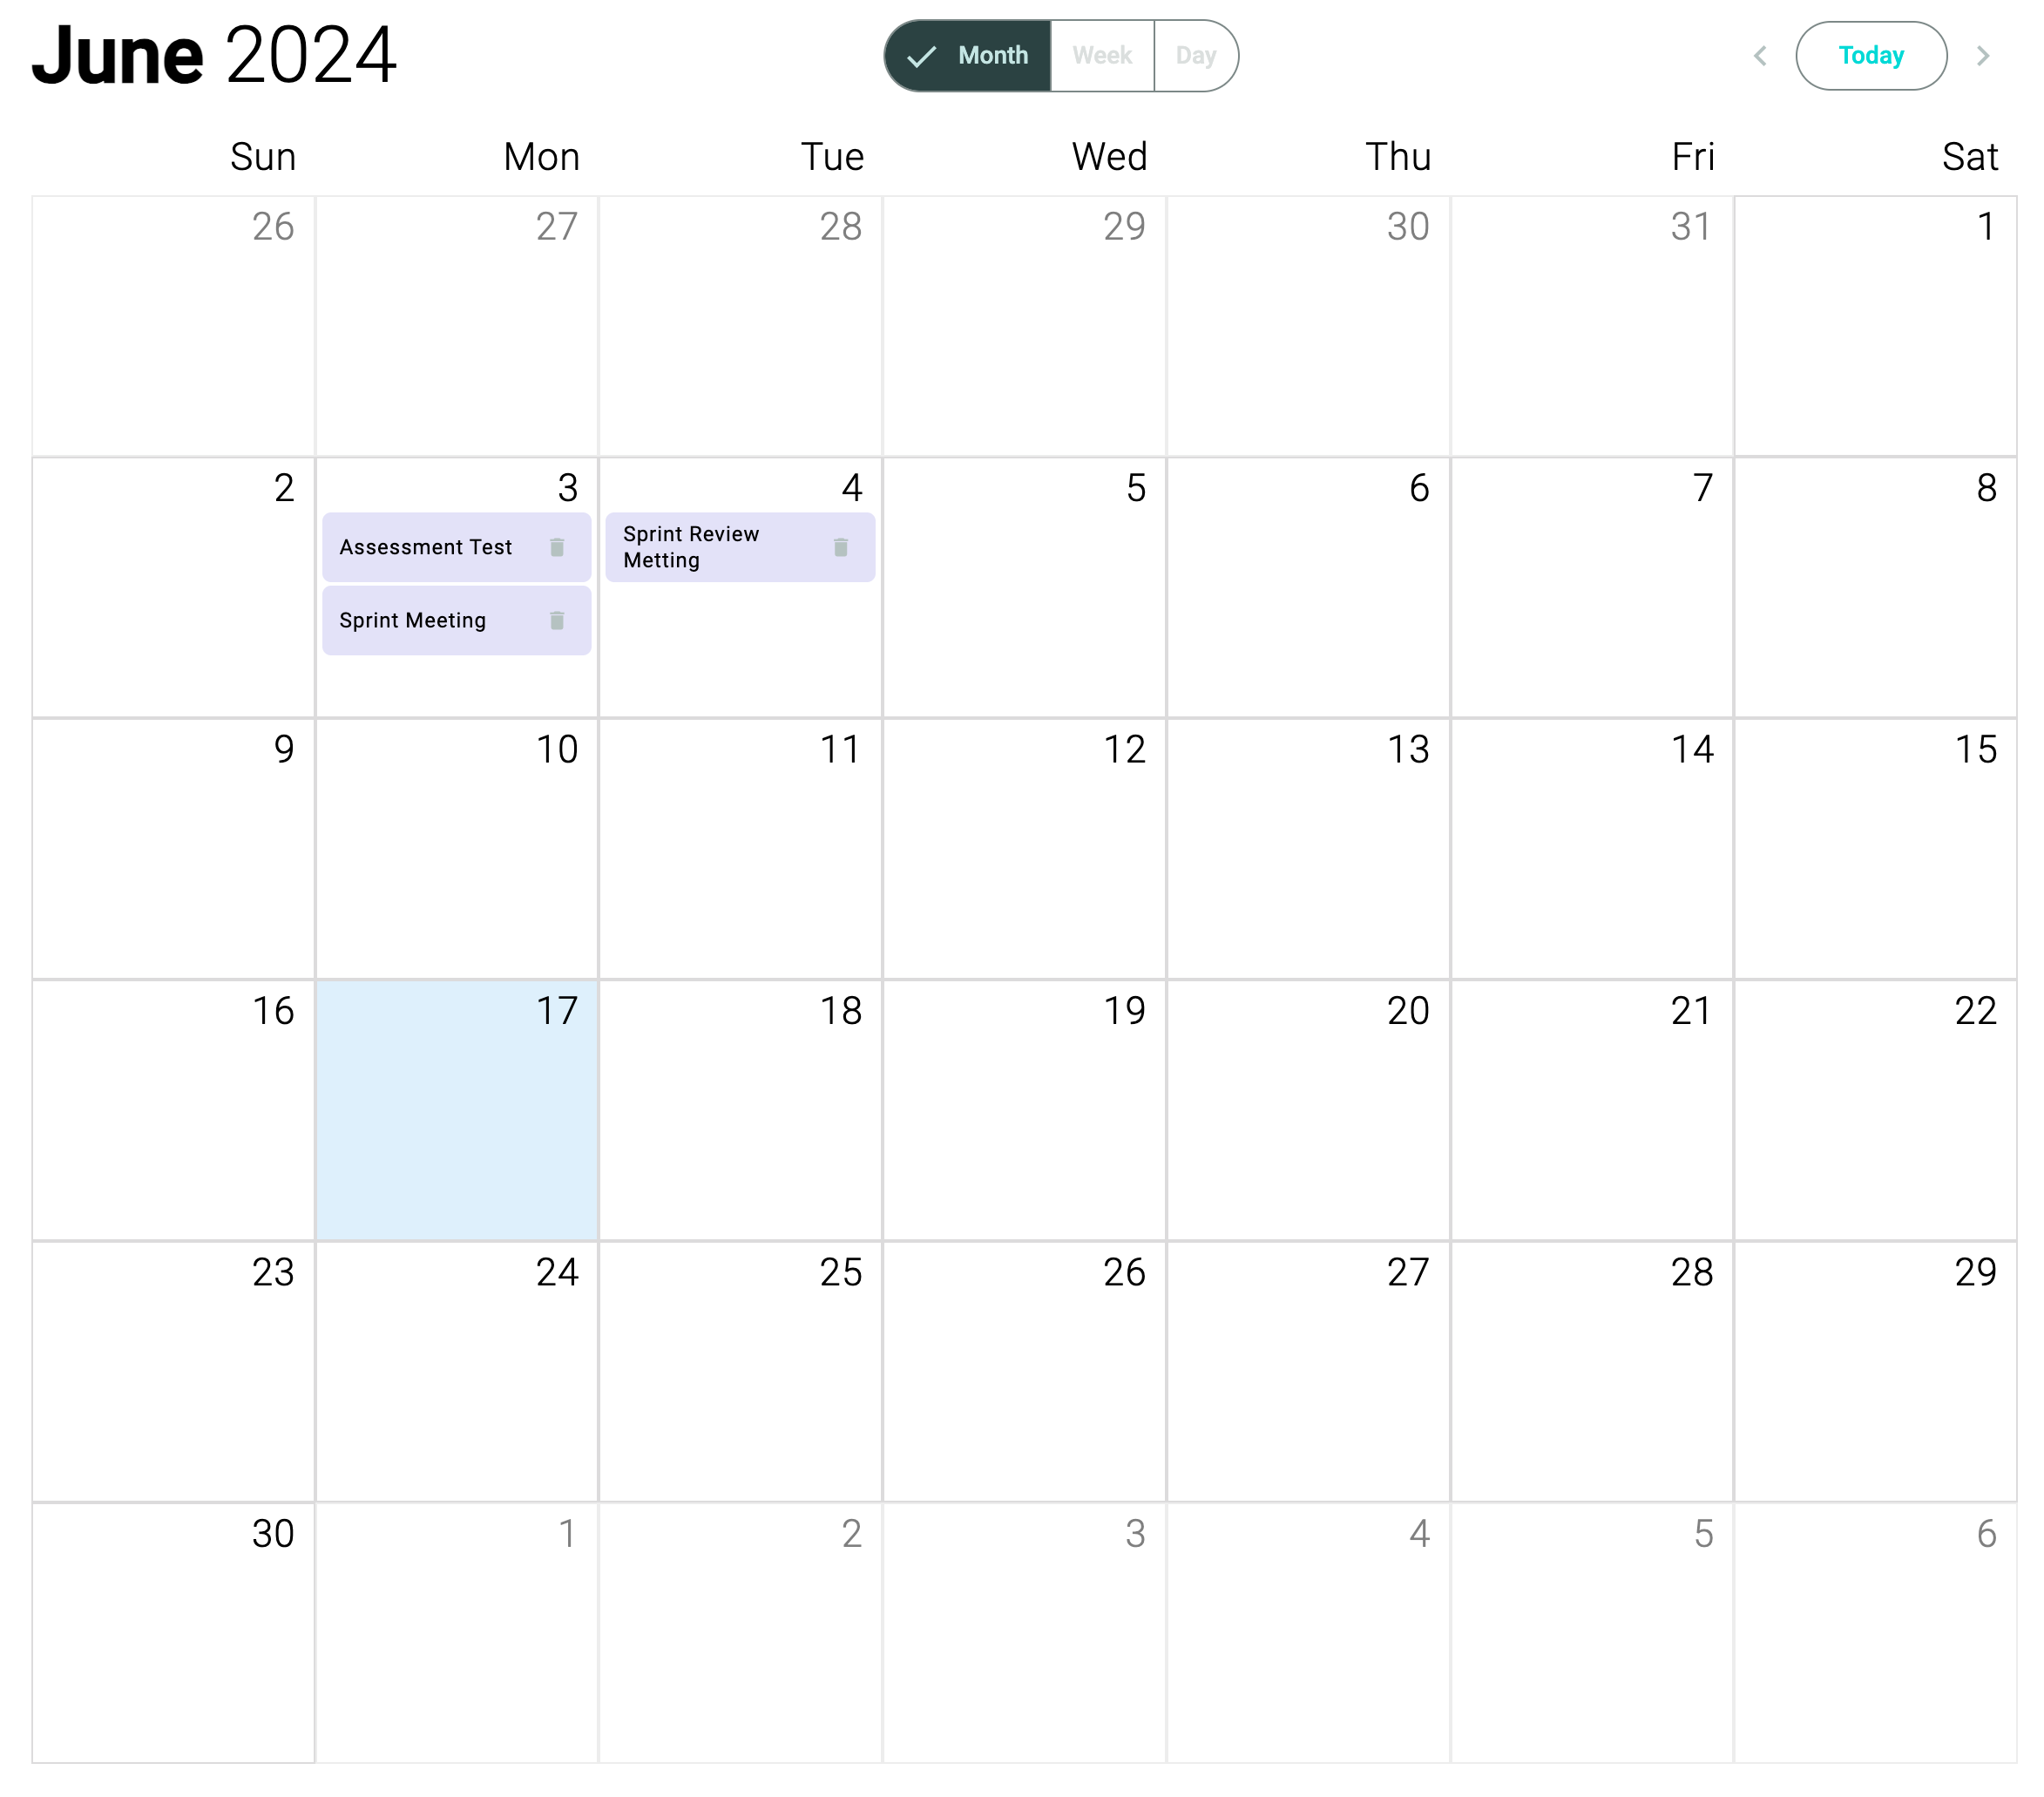 June 2024
Month Week Day
Today
Sun Mon Tue Wed Thu Fri Sat
26 27 28 29 30 31 1
2 3 4 5 6 7 8
Assessment Test
Sprint Meeting
Sprint Review
Metting
9 10 11 12 13 14 15
16 17 18 19 20 21 22
23 24 25 26 27 28 29
30 1 2 3 4 5 6